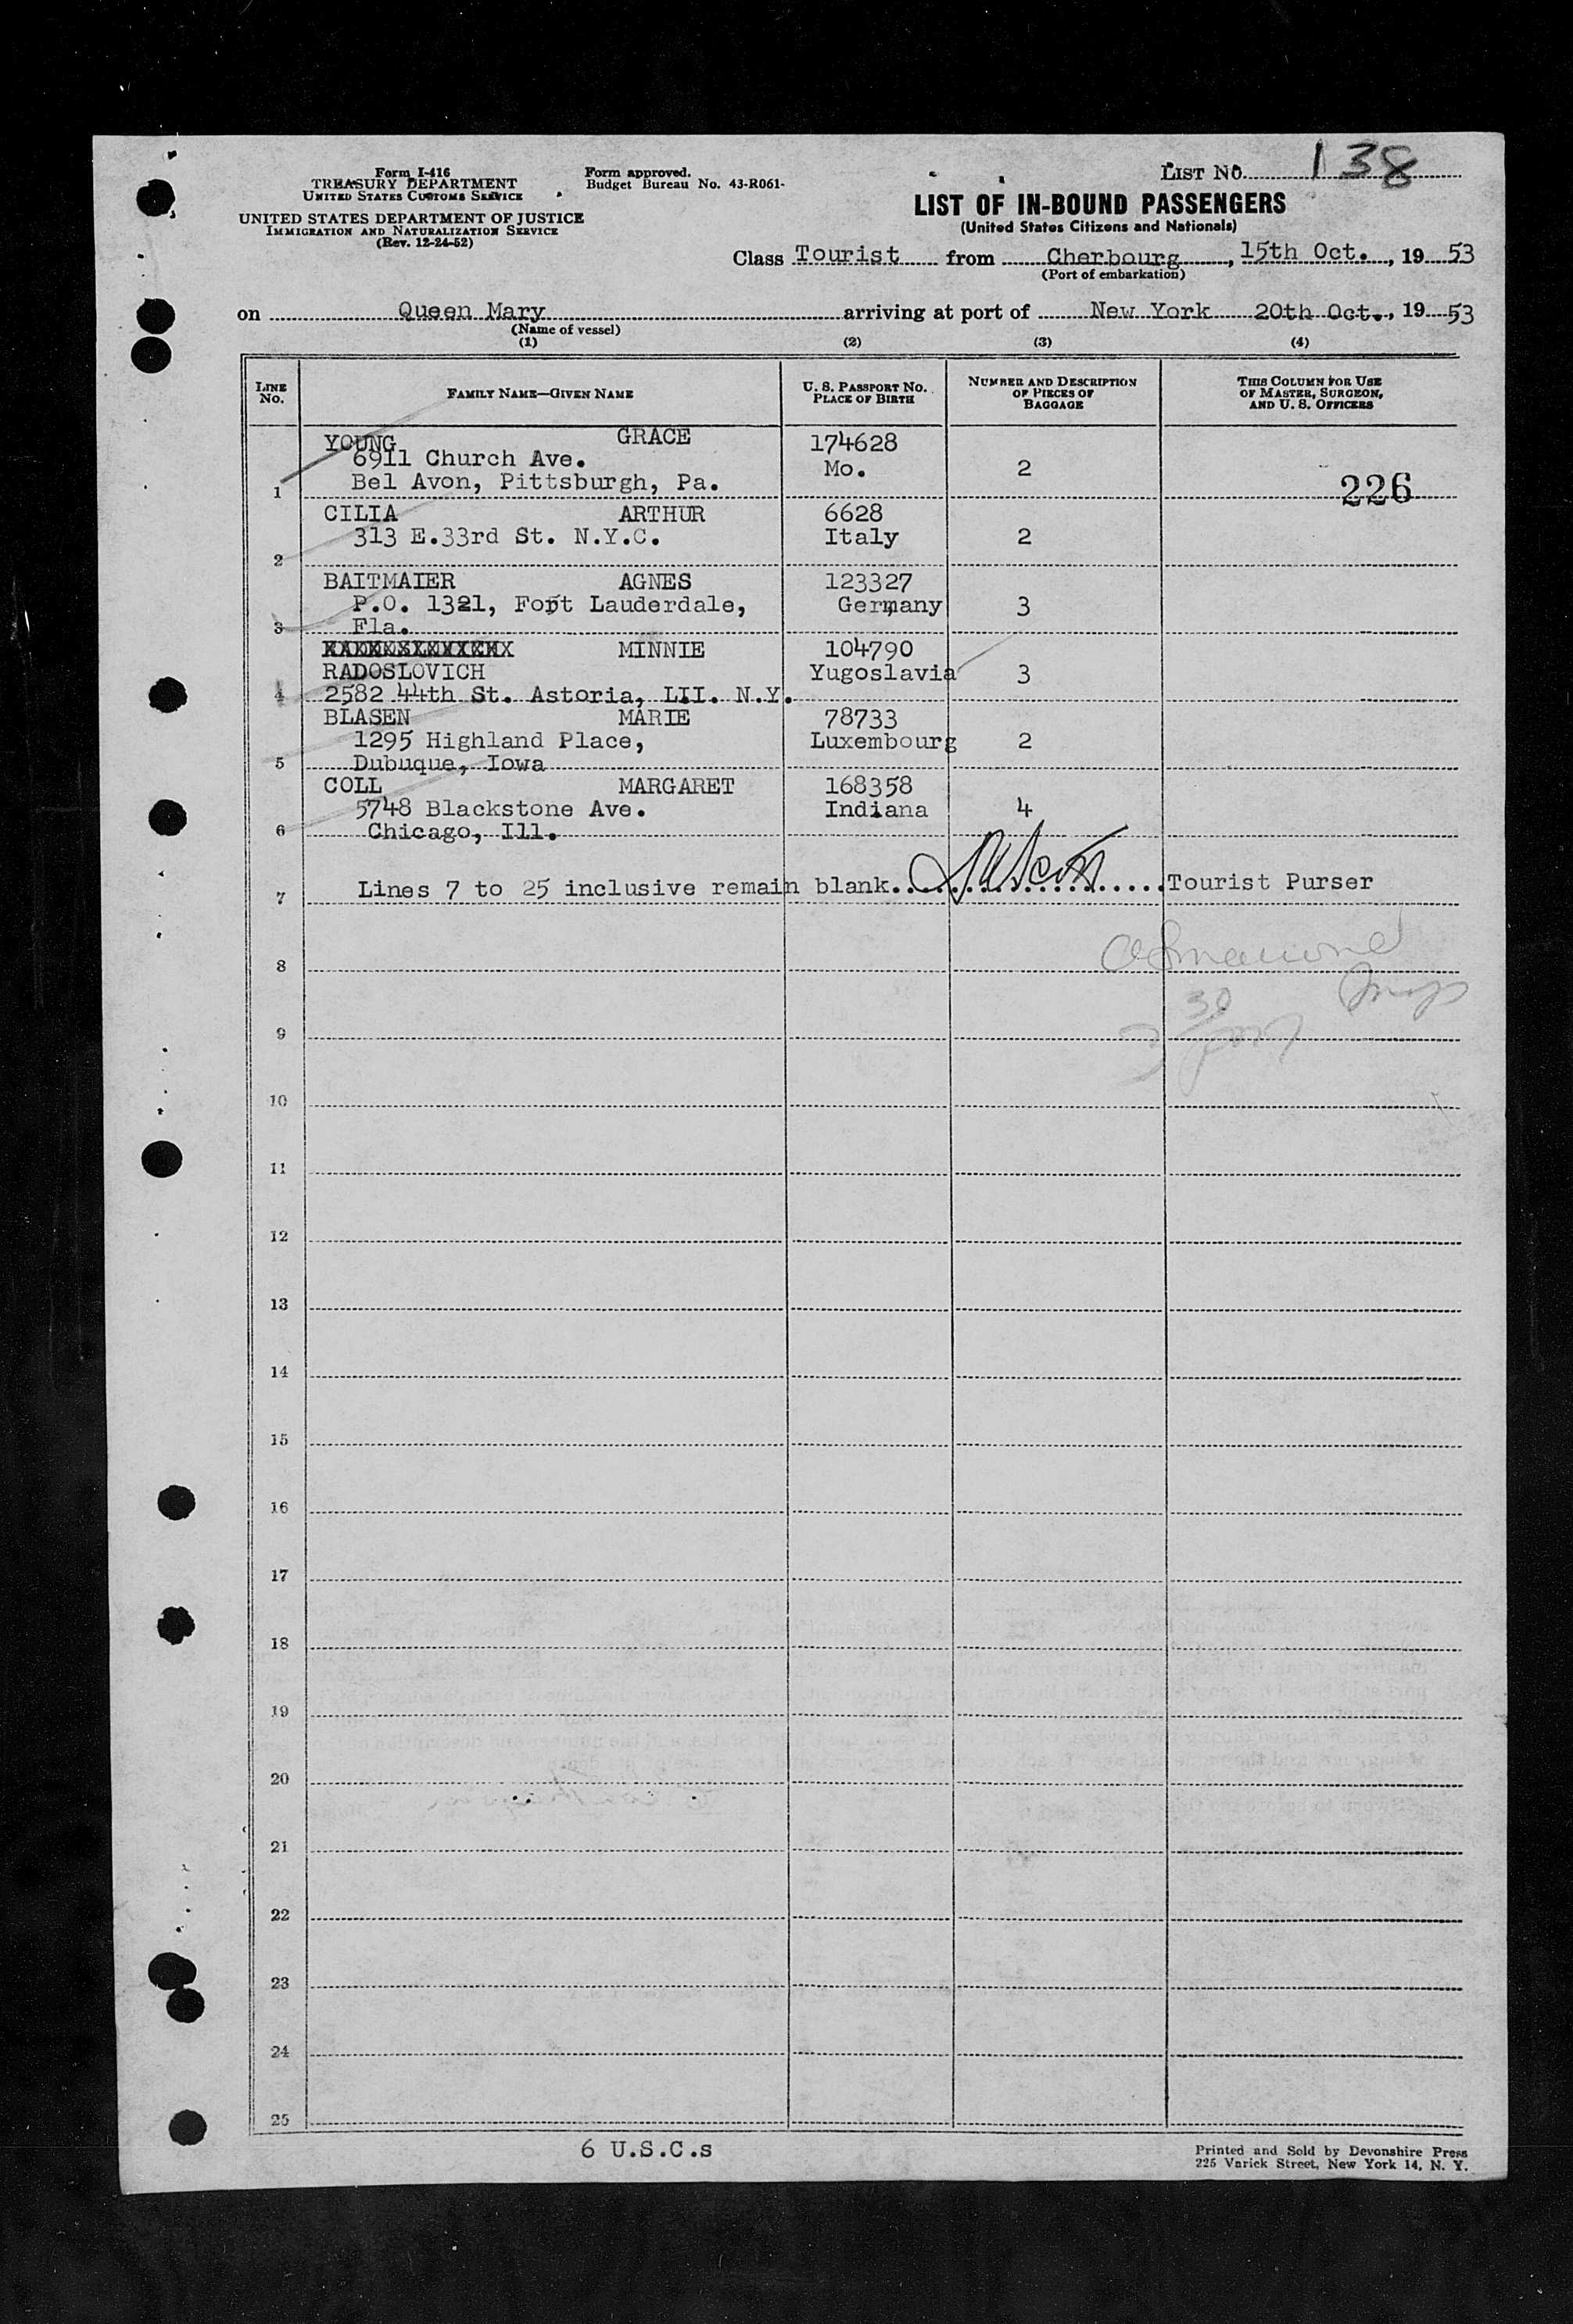 LIST NO. 138
Form I-416
TREASURY DEPARTMENT
UNITED STATES CUSTOMS SERVICE
UNITED STATES DEPARTMENT OF JUSTICE
IMMIGRATION AND NATURALIZATION SERVICE
(Rev. 12-24-52)
Form approved.
Budget Bureau No. 43-R061-
LIST OF IN-BOUND PASSENGERS
(United States Citizens and Nationals)
Class Tourist from Cherbourg, 15th Oct., 1953
(Port of embarkation)
on Queen Mary arriving at port of New York 20th Oct., 1953
(Name of vessel)
(1) (2) (3) (4)
LINE No. FAMILY NAME—GIVEN NAME U. S. PASSPORT NO. PLACE OF BIRTH NUMBER AND DESCRIPTION OF PIECES OF BAGGAGE THIS COLUMN FOR USE OF MASTER, SURGEON, AND U. S. OFFICERS
YOUNG GRACE 174628
6911 Church Ave. Mo. 2
1 Bel Avon, Pittsburgh, Pa. 226
CILIA ARTHUR 6628
313 E.33rd St. N.Y.C. Italy 2
2
BAITMAIER AGNES 123327
P.O. 1321, Fort Lauderdale, Germany 3
3 Fla.
MINNIE 104790
RADOSLOVICH Yugoslavia 3
4 2582 44th St. Astoria, LII. N.Y.
BLASEN MARIE 78733
1295 Highland Place, Luxembourg 2
5 Dubuque, Iowa
COLL MARGARET 168358
5748 Blackstone Ave. Indiana 4
6 Chicago, Ill.
7 Lines 7 to 25 inclusive remain blank. Tourist Purser
8
30
9
10
11
12
13
14
15
16
17
18
19
20
21
22
23
24
25
6 U.S.C.s
Printed and Sold by Devonshire Press
225 Varick Street, New York 14, N. Y.